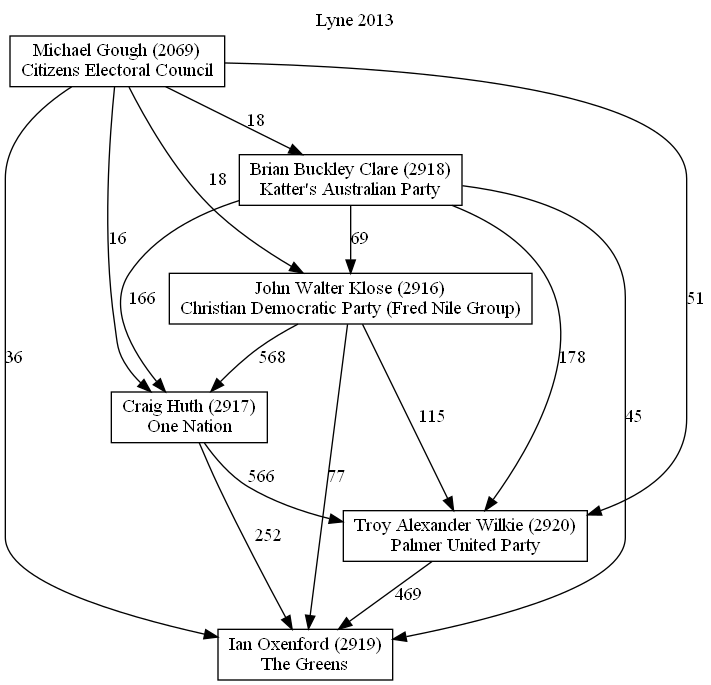 Lyne 2013
Michael Gough (2069)
Citizens Electoral Council
18
Brian Buckley Clare (2918)
Katter's Australian Party
18
16
69
John Walter Klose (2916)
Christian Democratic Party (Fred Nile Group)
166
51
36
568
178
Craig Huth (2917)
One Nation
115
45
566
77
Troy Alexander Wilkie (2920)
Palmer United Party
252
469
Ian Oxenford (2919)
The Greens